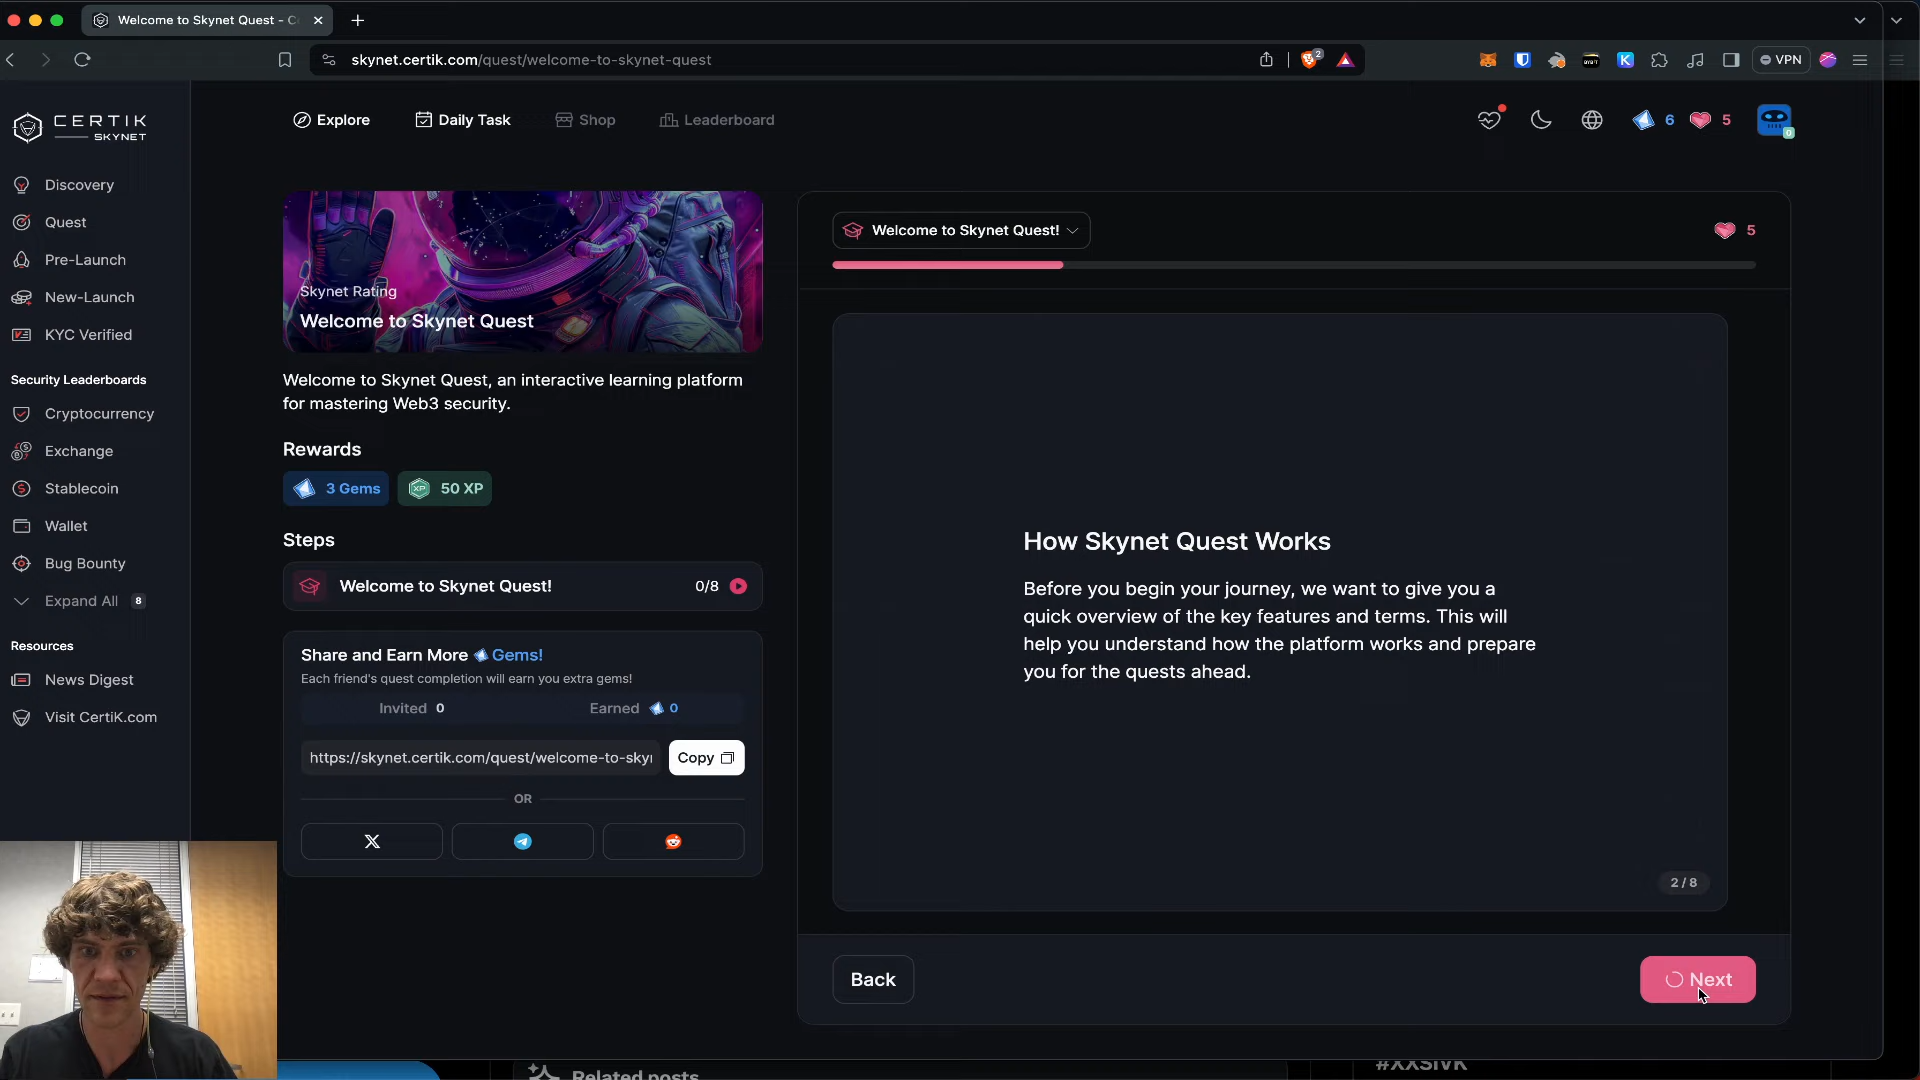 Welcome to Skynet Quest - C
skynet.certik.com/quest/welcome-to-skynet-quest
2
BYBIT
K
VPN
CERTIK
SKYNET
Explore
Daily Task
Shop
Leaderboard
6
5
0
Discovery
Quest
Pre-Launch
New-Launch
KYC Verified
Security Leaderboards
Cryptocurrency
Exchange
Stablecoin
Wallet
Bug Bounty
Expand All 8
Resources
News Digest
Visit CertiK.com
Skynet Rating
Welcome to Skynet Quest
Welcome to Skynet Quest, an interactive learning platform
for mastering Web3 security.
Rewards
3 Gems
XP 50 XP
Steps
Welcome to Skynet Quest! 0/8
Share and Earn More Gems!
Each friend's quest completion will earn you extra gems!
Invited 0
Earned 0
https://skynet.certik.com/quest/welcome-to-sky
Copy
OR
Welcome to Skynet Quest!
5
How Skynet Quest Works
Before you begin your journey, we want to give you a
quick overview of the key features and terms. This will
help you understand how the platform works and prepare
you for the quests ahead.
2 / 8
Back
Next
Related posts
#XXSIVK